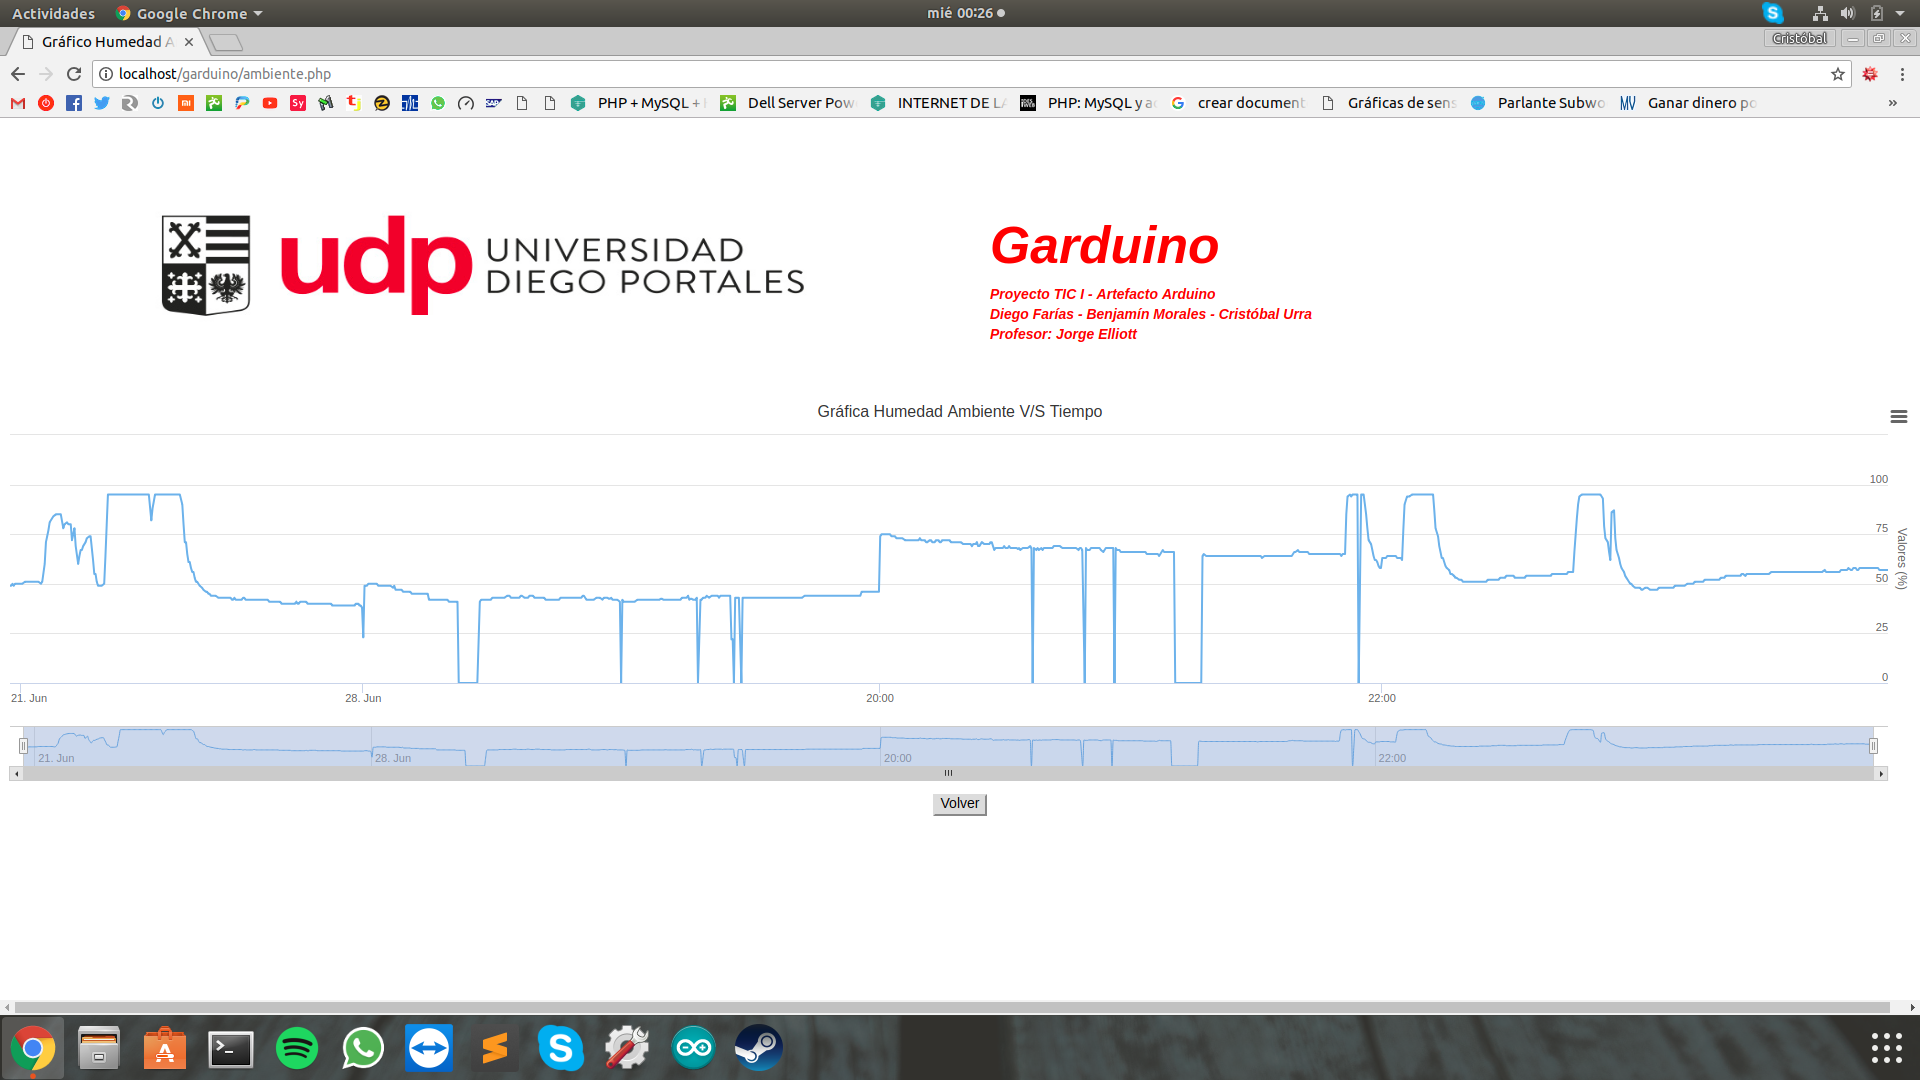 Actividades
Google Chrome
mié 00:26
Cristóbal
Gráfico Humedad A
localhost/garduino/ambiente.php
PHP + MySQL +
Dell Server Pow
INTERNET DE LA
PHP: MySQL y ac
crear document
Gráficas de sens
Parlante Subwo
MV
Ganar dinero po
»
udp UNIVERSIDAD
DIEGO PORTALES
Garduino
Proyecto TIC I - Artefacto Arduino
Diego Farías - Benjamín Morales - Cristóbal Urra
Profesor: Jorge Elliott
Gráfica Humedad Ambiente V/S Tiempo
100
75
50
25
0
Valores (%)
21. Jun
28. Jun
20:00
22:00
21. Jun
28. Jun
20:00
22:00
Volver